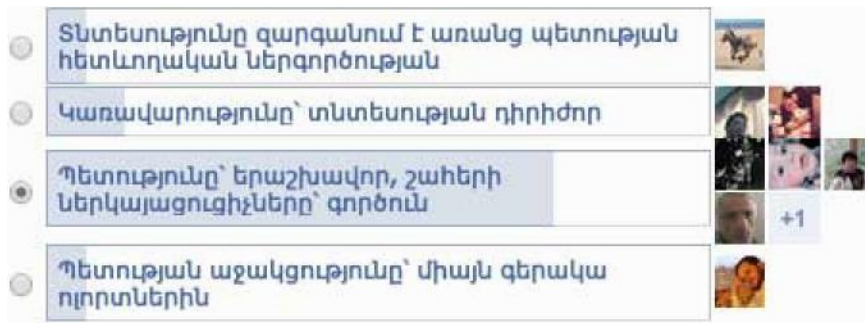 Տնտեսությունը զարգանում է առանց պետության
հետևողական ներգործության
Կառավարությունը՝ տնտեսության դիրիժոր
Պետությունը՝ երաշխավոր, շահերի
ներկայացուցիչները՝ գործուն
+1
Պետության աջակցությունը՝ միայն գերակա
ոլորտներին